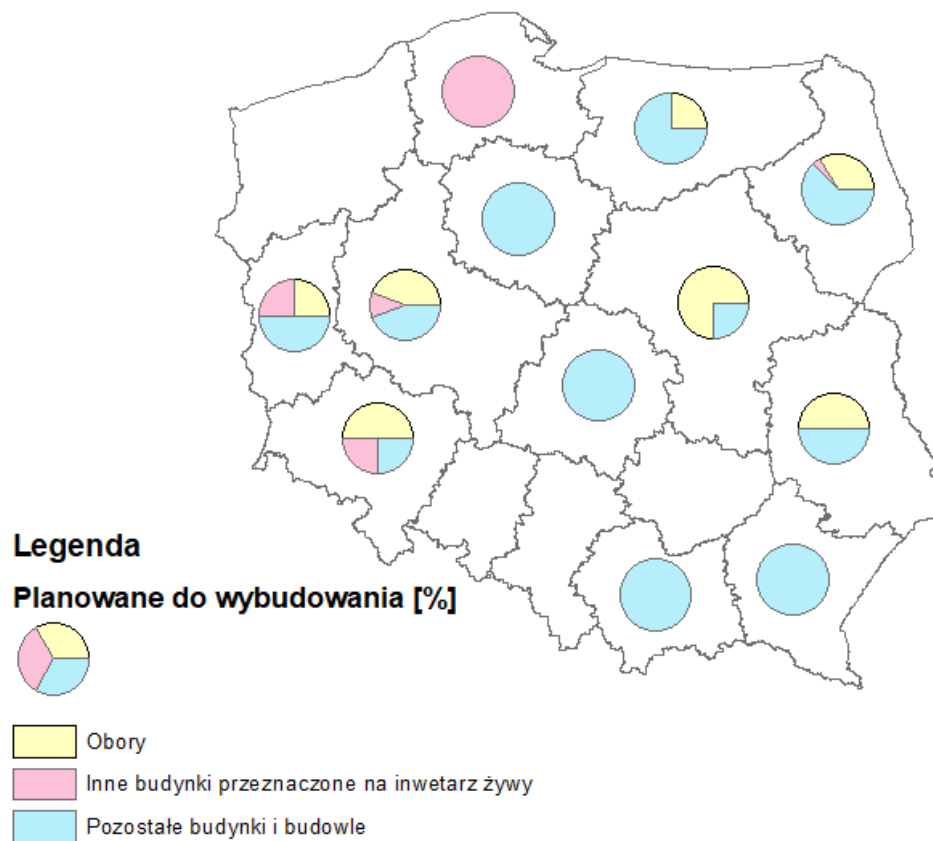 Legenda
Planowane do wybudowania [%]
Obory
Inne budynki przeznaczone na inwetarz żywy
Pozostałe budynki i budowle